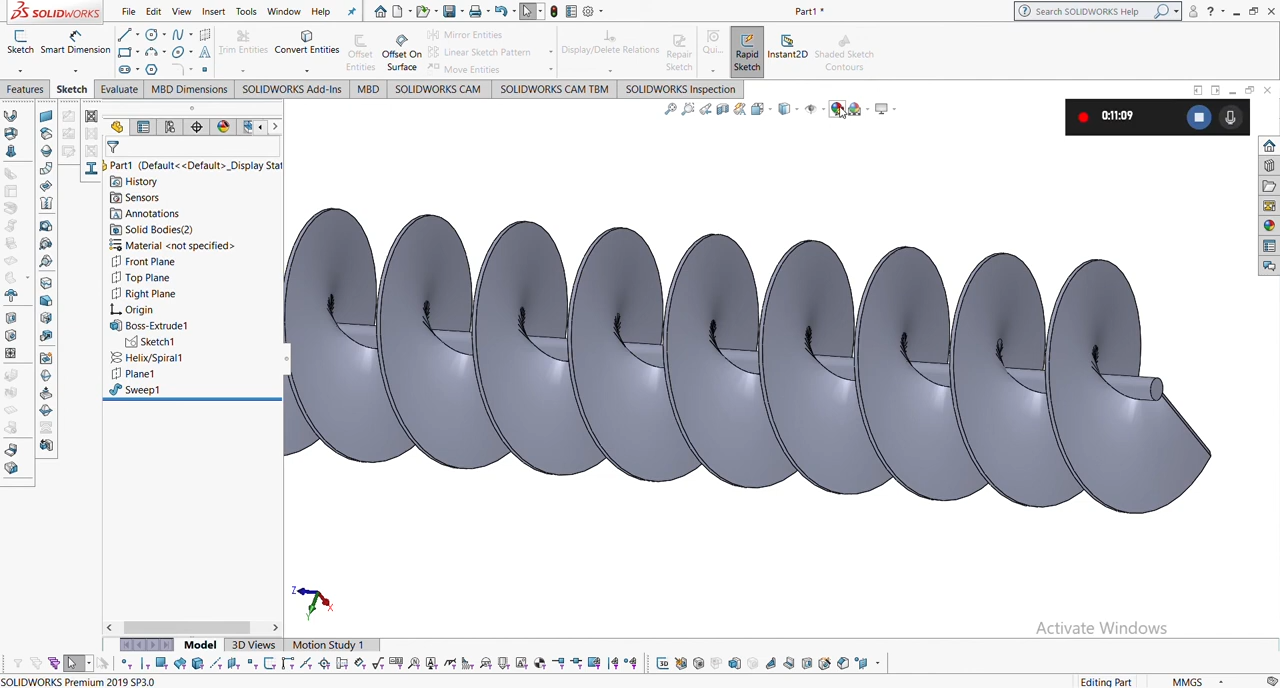 SOLIDWORKS
File Edit View Insert Tools Window Help
Part1 *
Search SOLIDWORKS Help
Sketch
Smart Dimension
Trim Entities
Convert Entities
Offset Entities
Offset On Surface
Mirror Entities
Linear Sketch Pattern
Move Entities
Display/Delete Relations
Repair Sketch
Qui...
Rapid Sketch
Instant2D
Shaded Sketch Contours
Features Sketch Evaluate MBD Dimensions SOLIDWORKS Add-Ins MBD SOLIDWORKS CAM SOLIDWORKS CAM TBM SOLIDWORKS Inspection
0:11:09
Part1 (Default<<Default>_Display Stat
History
Sensors
Annotations
Solid Bodies(2)
Material <not specified>
Front Plane
Top Plane
Right Plane
Origin
Boss-Extrude1
Sketch1
Helix/Spiral1
Plane1
Sweep1
Z
Y
X
Activate Windows
Model 3D Views Motion Study 1
SOLIDWORKS Premium 2019 SP3.0
Editing Part
MMGS